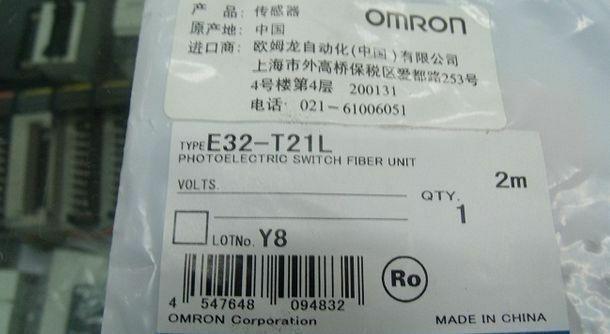 产 品: 传感器 OMRON
原产地: 中国
进口商: 欧姆龙自动化(中国)有限公司
上海市外高桥保税区爱都路253号
4号楼第4层 200131
电话: 021-61006051
TYPE E32-T21L
PHOTOELECTRIC SWITCH FIBER UNIT
2m
VOLTS.
QTY.
1
LOTNo. Y8
Ro
4 547648 094832
OMRON Corporation MADE IN CHINA